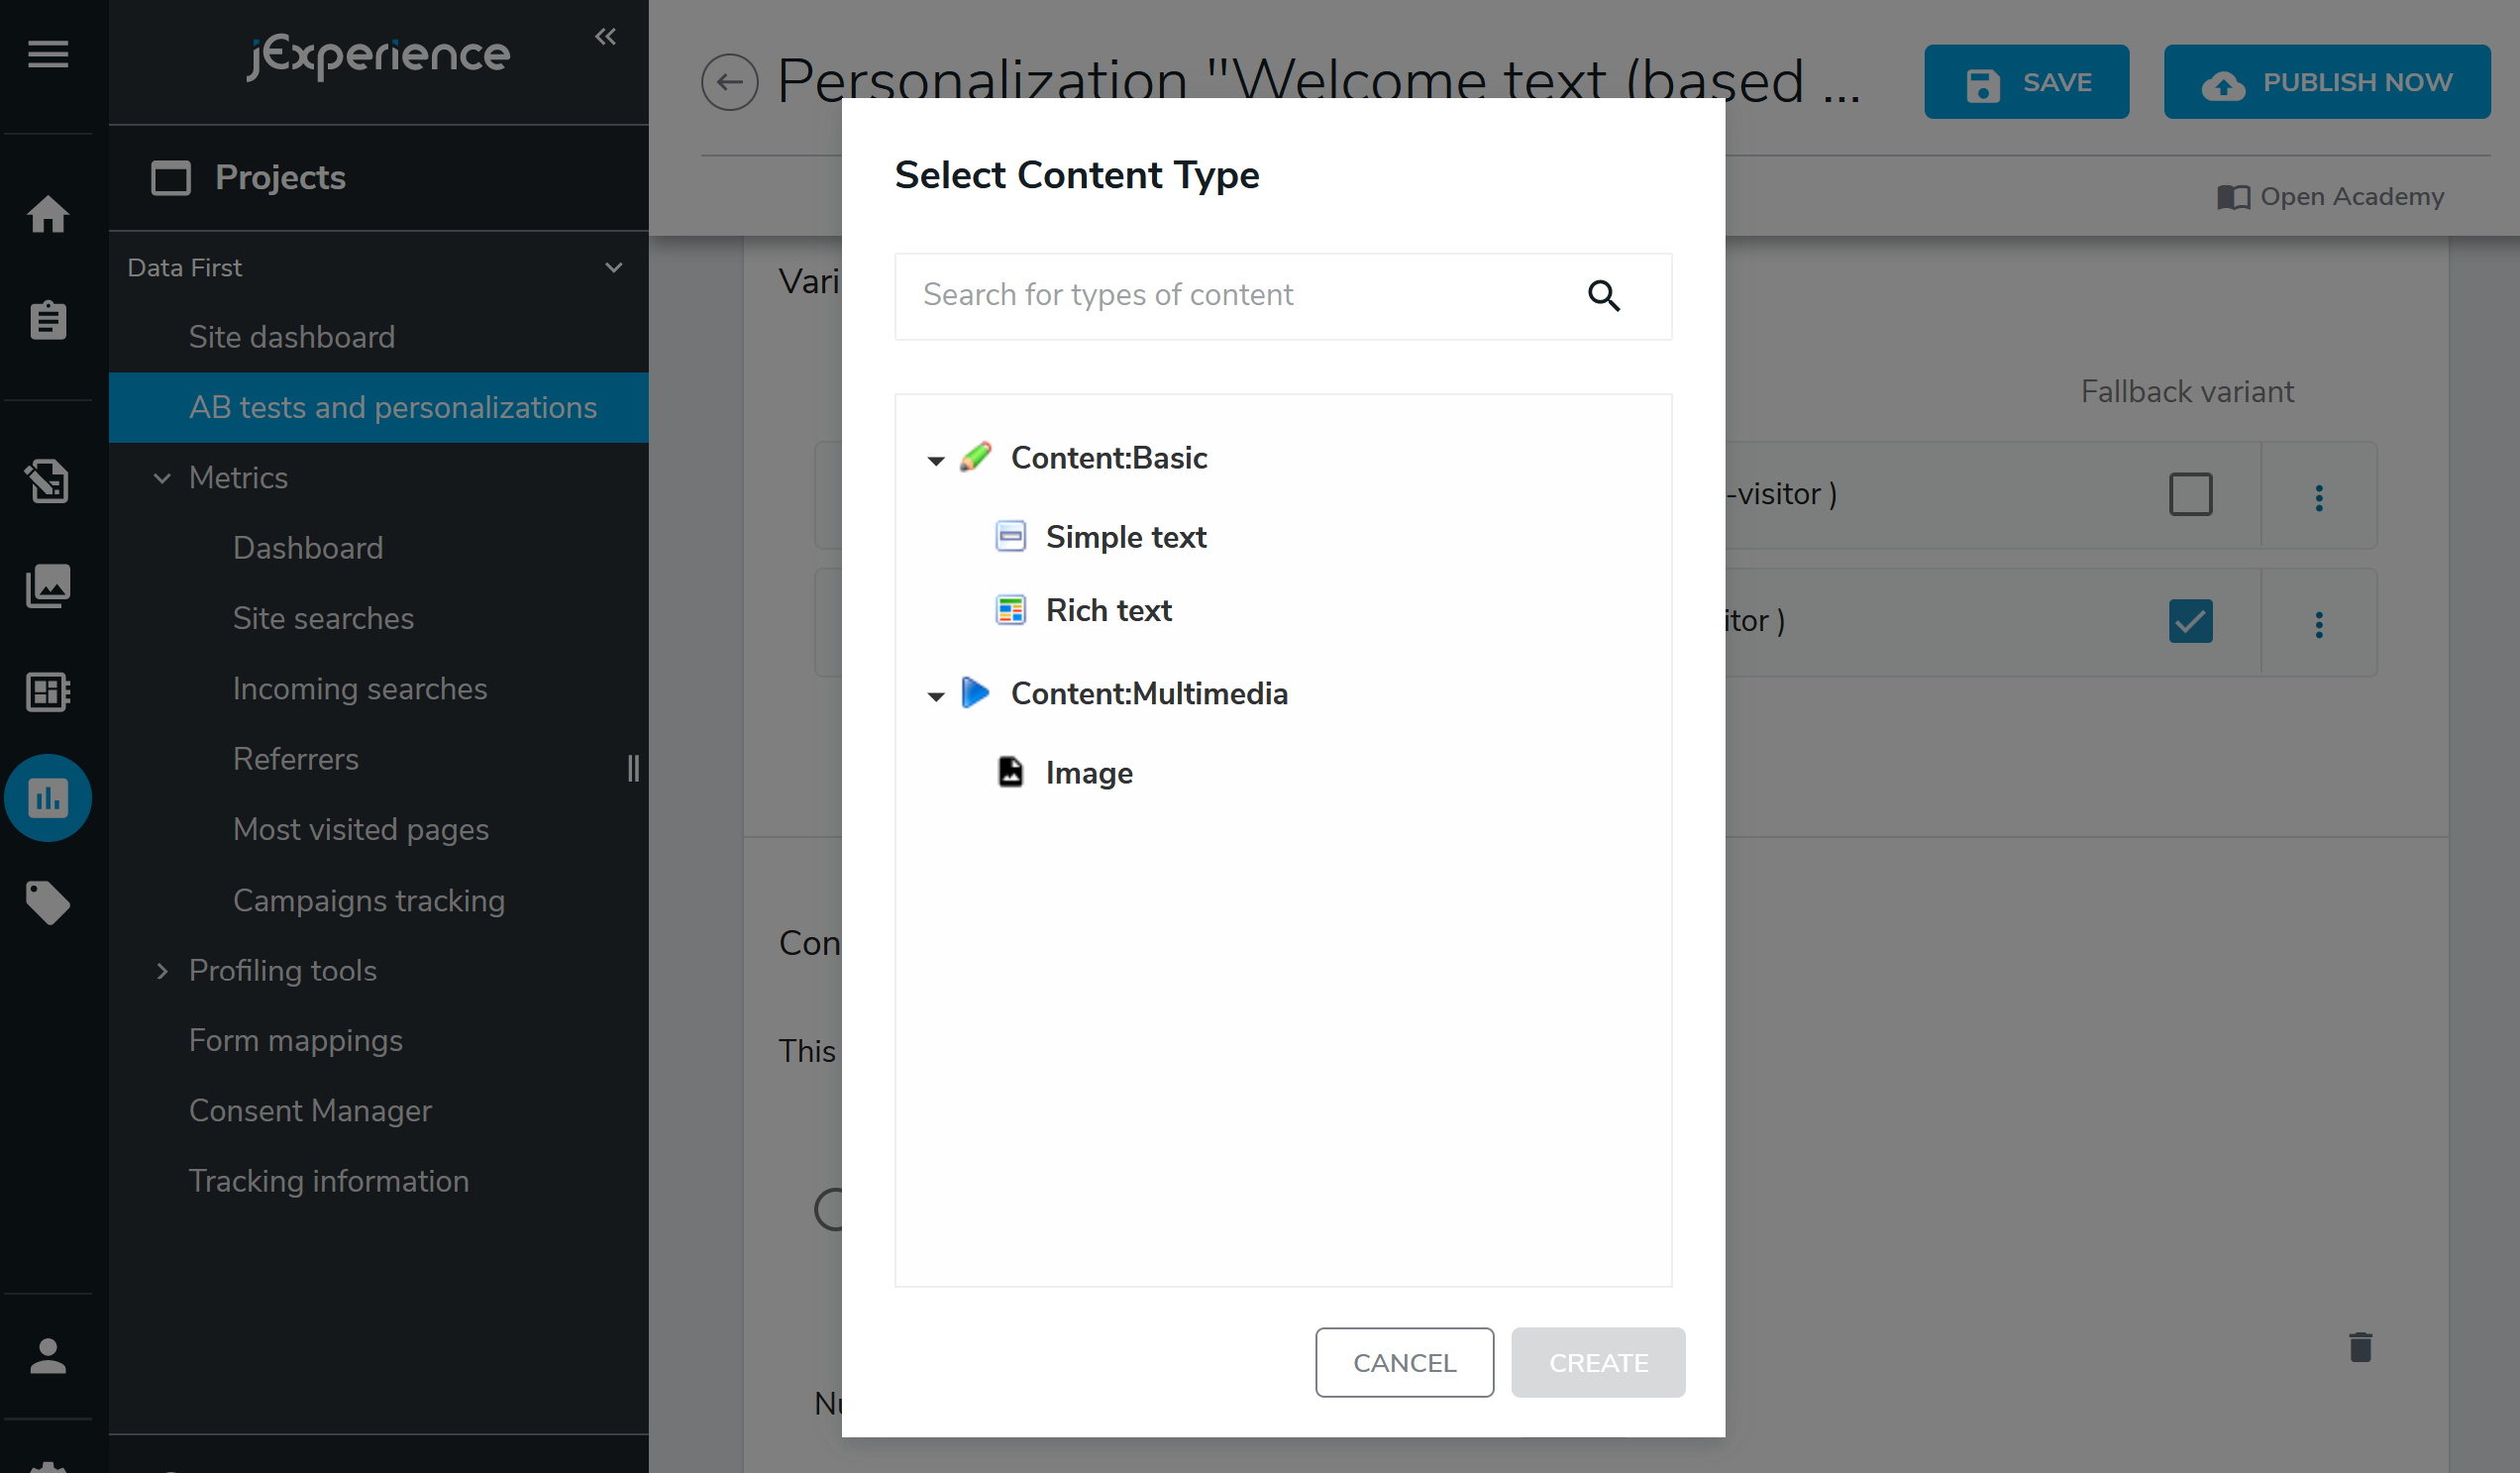 jExperience
Projects
Data First
Site dashboard
AB tests and personalizations
Metrics
Dashboard
Site searches
Incoming searches
Referrers
Most visited pages
Campaigns tracking
Profiling tools
Form mappings
Consent Manager
Tracking information
Personalization "Welcome text (based ...
SAVE
PUBLISH NOW
Open Academy
Vari
Fallback variant
-visitor )
itor )
Con
This
Select Content Type
Search for types of content
Content:Basic
Simple text
Rich text
Content:Multimedia
Image
CANCEL
CREATE